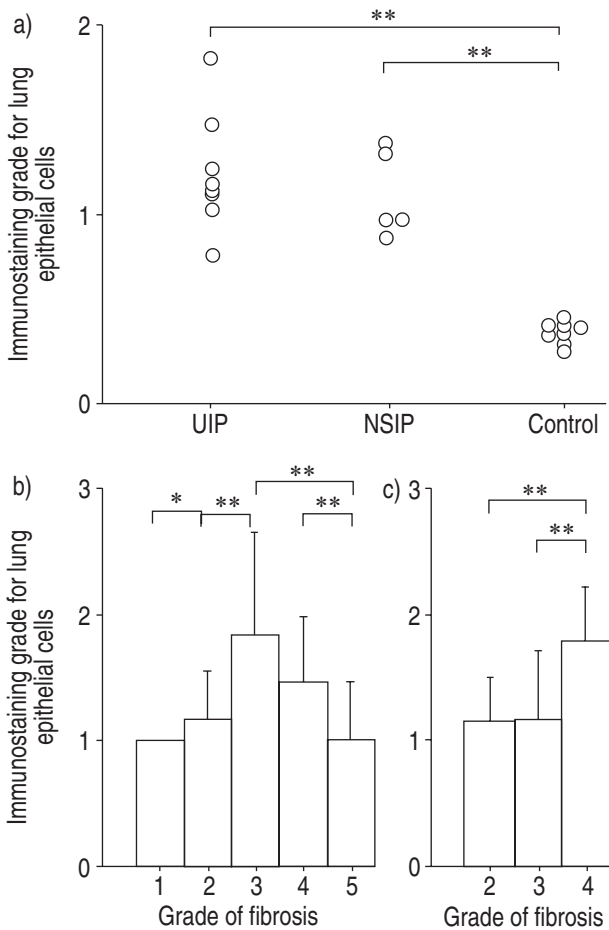 a)
2
1
0
Immunostaining grade for lung
epithelial cells
**
**
UIP NSIP Control
b)
3
2
1
0
Immunostaining grade for lung
epithelial cells
*
**
**
**
1 2 3 4 5
Grade of fibrosis
c)
3
2
1
0
**
**
2 3 4
Grade of fibrosis